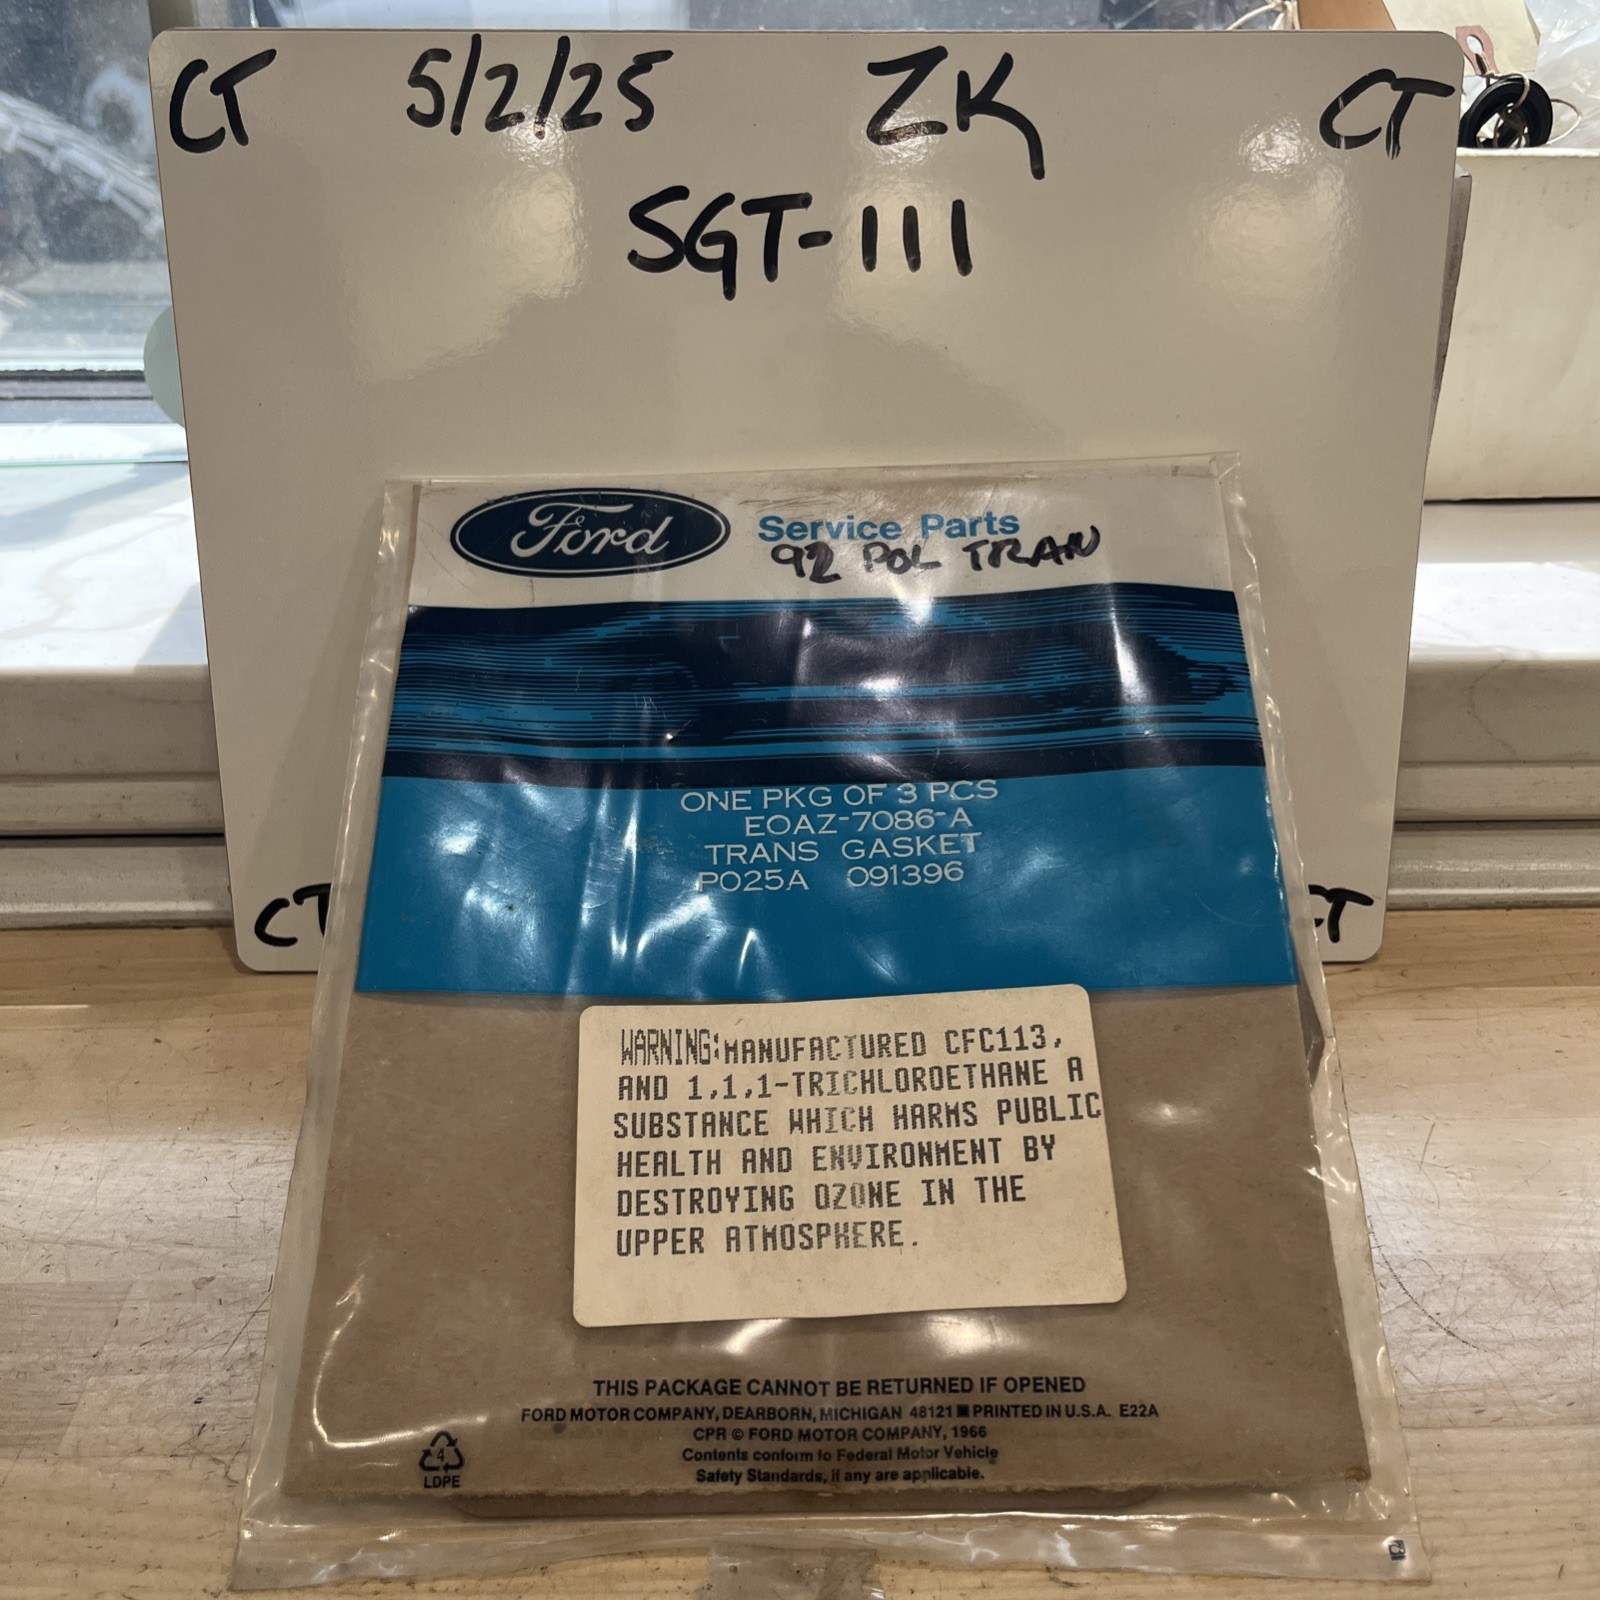 CT 5/2/25 ZK CT
SGT-111
Ford Service Parts
92 POL TRAN
ONE PKG OF 3 PCS
EOAZ-7086-A
TRANS GASKET
P025A 091396
CT CT
WARNING:MANUFACTURED CFC113,
AND 1,1,1-TRICHLOROETHANE A
SUBSTANCE WHICH HARMS PUBLIC
HEALTH AND ENVIRONMENT BY
DESTROYING OZONE IN THE
UPPER ATMOSPHERE.
THIS PACKAGE CANNOT BE RETURNED IF OPENED
FORD MOTOR COMPANY, DEARBORN, MICHIGAN 48121 ■ PRINTED IN U.S.A. E22A
CPR © FORD MOTOR COMPANY, 1966
Contents conform to Federal Motor Vehicle
Safety Standards, if any are applicable.
4
LDPE